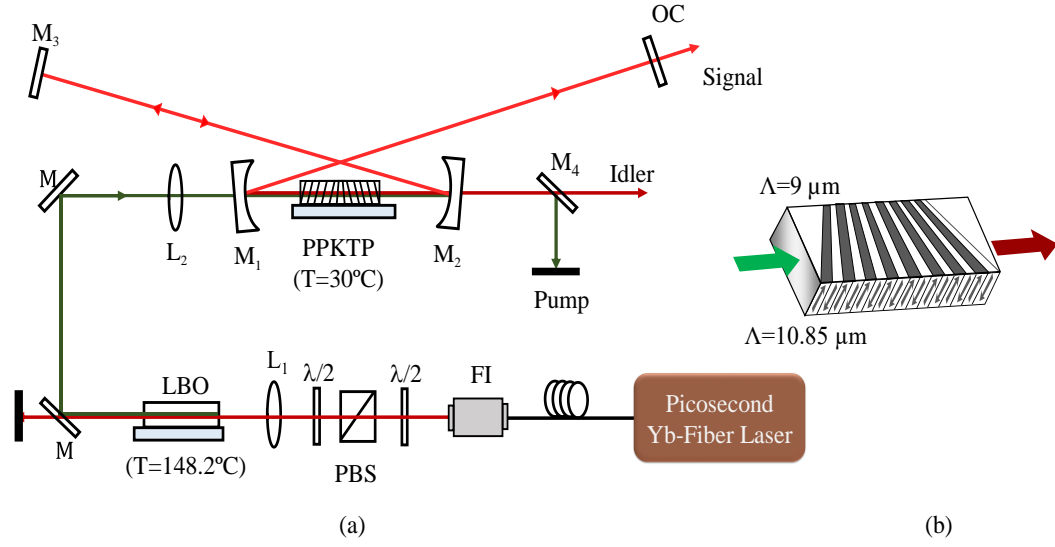 M₃
OC
Signal
M
L₂
M₁
PPKTP
(T=30ºC)
M₂
M₄
Idler
Pump
Λ=9 µm
Λ=10.85 µm
LBO
(T=148.2ºC)
M
L₁
λ/2
PBS
λ/2
FI
Picosecond
Yb-Fiber Laser
(a)
(b)